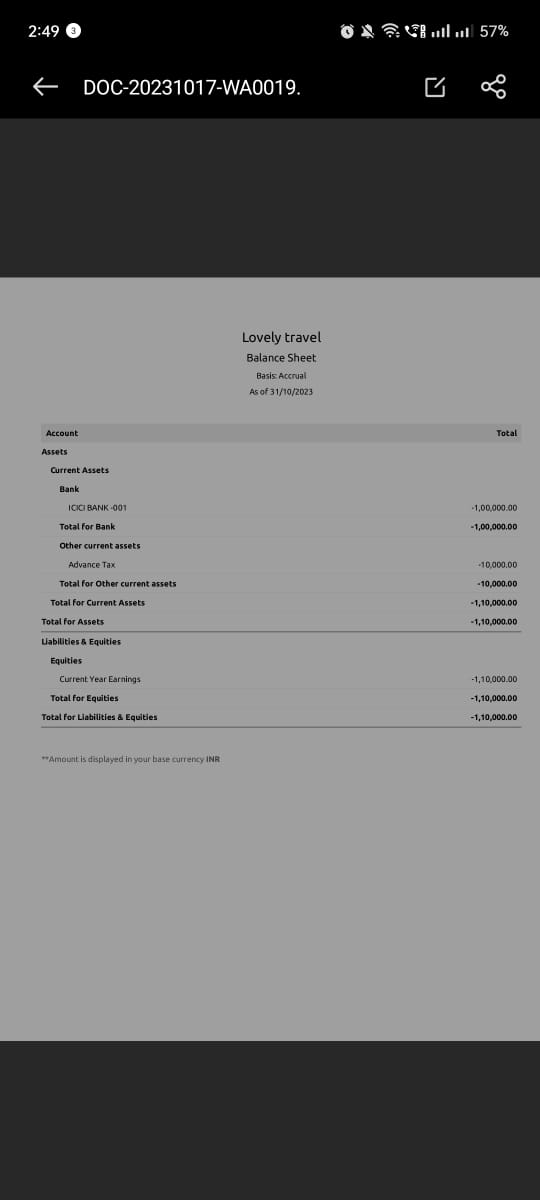 2:49 3 57%
DOC-20231017-WA0019.
Lovely travel
Balance Sheet
Basis: Accrual
As of 31/10/2023
Account Total
Assets
Current Assets
Bank
ICICI BANK -001 -1,00,000.00
Total for Bank -1,00,000.00
Other current assets
Advance Tax -10,000.00
Total for Other current assets -10,000.00
Total for Current Assets -1,10,000.00
Total for Assets -1,10,000.00
Liabilities & Equities
Equities
Current Year Earnings -1,10,000.00
Total for Equities -1,10,000.00
Total for Liabilities & Equities -1,10,000.00
**Amount is displayed in your base currency INR